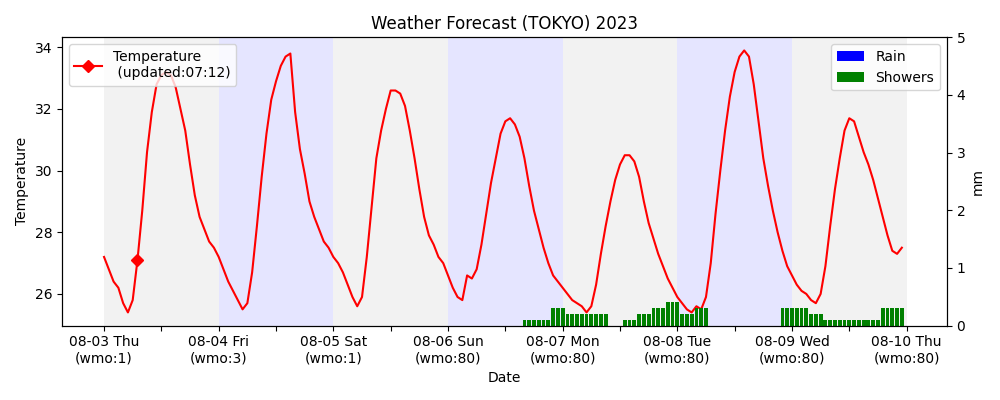 Weather Forecast (TOKYO) 2023
Temperature
(updated:07:12)
Rain
Showers
34
32
30
28
26
Temperature
5
4
3
2
1
0
mm
08-03 Thu 08-04 Fri 08-05 Sat 08-06 Sun 08-07 Mon 08-08 Tue 08-09 Wed 08-10 Thu
(wmo:1) (wmo:3) (wmo:1) (wmo:80) (wmo:80) (wmo:80) (wmo:80) (wmo:80)
Date